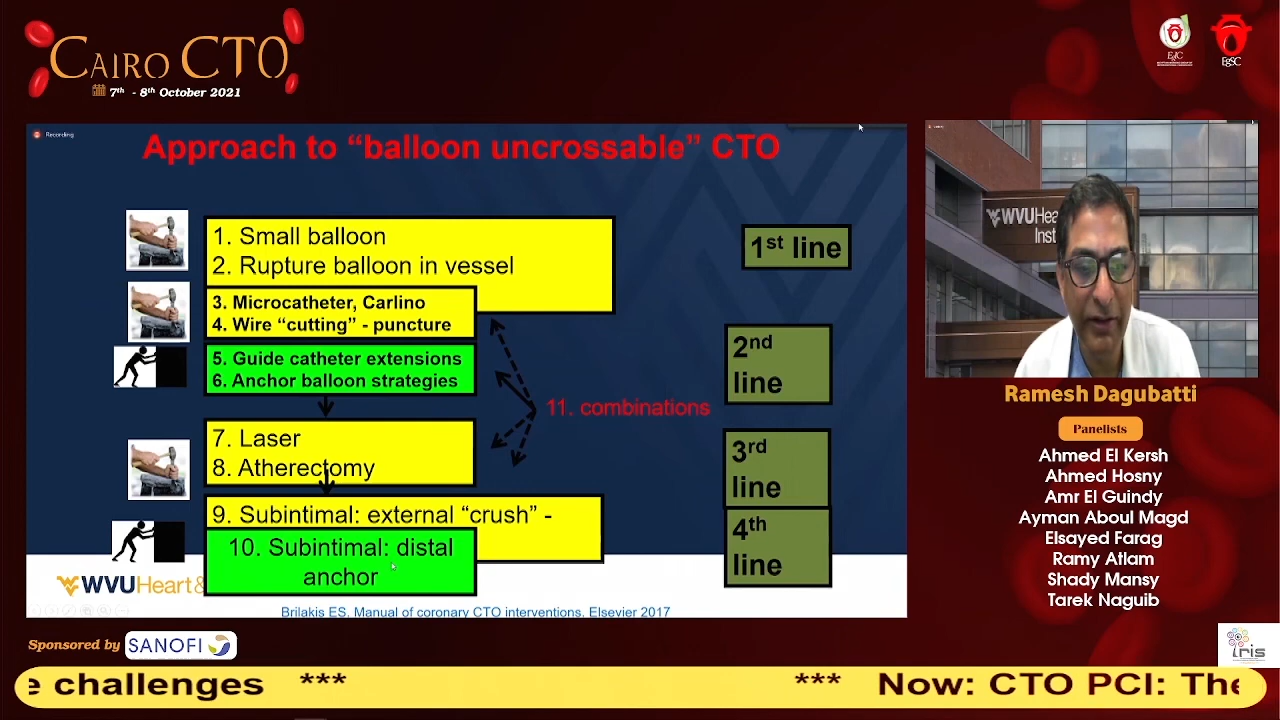 CAIRO CTO
7th - 8th October 2021
EgSC
Recording
Approach to “balloon uncrossable” CTO
1. Small balloon
2. Rupture balloon in vessel
3. Microcatheter, Carlino
4. Wire “cutting” - puncture
5. Guide catheter extensions
6. Anchor balloon strategies
11. combinations
7. Laser
8. Atherectomy
9. Subintimal: external “crush” -
10. Subintimal: distal
anchor
1st line
2nd
line
3rd
line
4th
line
WVUHeart&
Brilakis ES. Manual of coronary CTO interventions. Elsevier 2017
WVUHea
Inst
Ramesh Dagubatti
Panelists
Ahmed El Kersh
Ahmed Hosny
Amr El Guindy
Ayman Aboul Magd
Elsayed Farag
Ramy Atlam
Shady Mansy
Tarek Naguib
Sponsored by SANOFI
iris
e challenges *** *** Now: CTO PCI: The